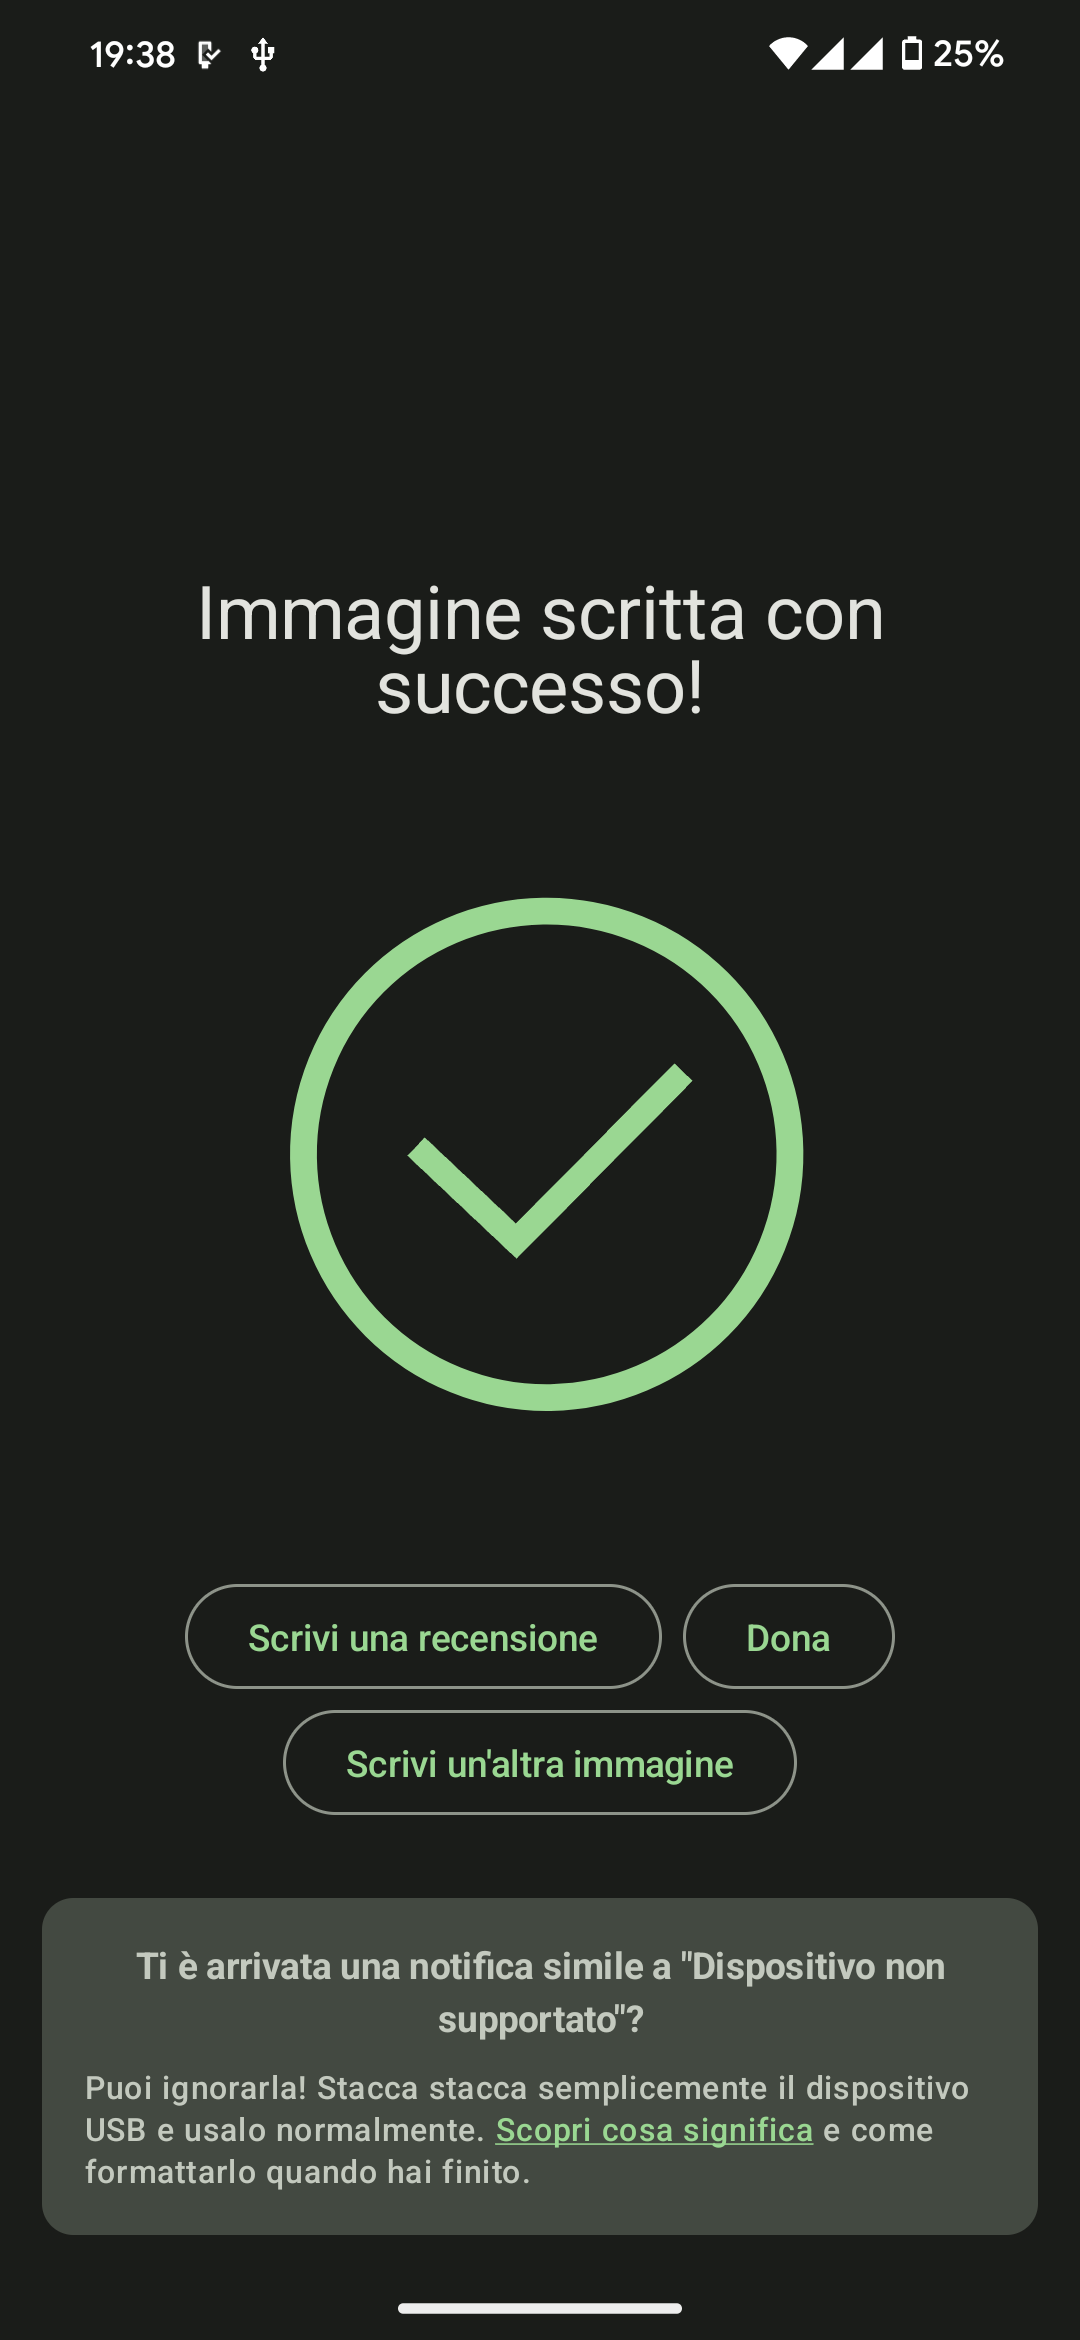 19:38
25%
Immagine scritta con
successo!
Scrivi una recensione
Dona
Scrivi un'altra immagine
Ti è arrivata una notifica simile a "Dispositivo non
supportato"?
Puoi ignorarla! Stacca stacca semplicemente il dispositivo
USB e usalo normalmente. Scopri cosa significa e come
formattarlo quando hai finito.